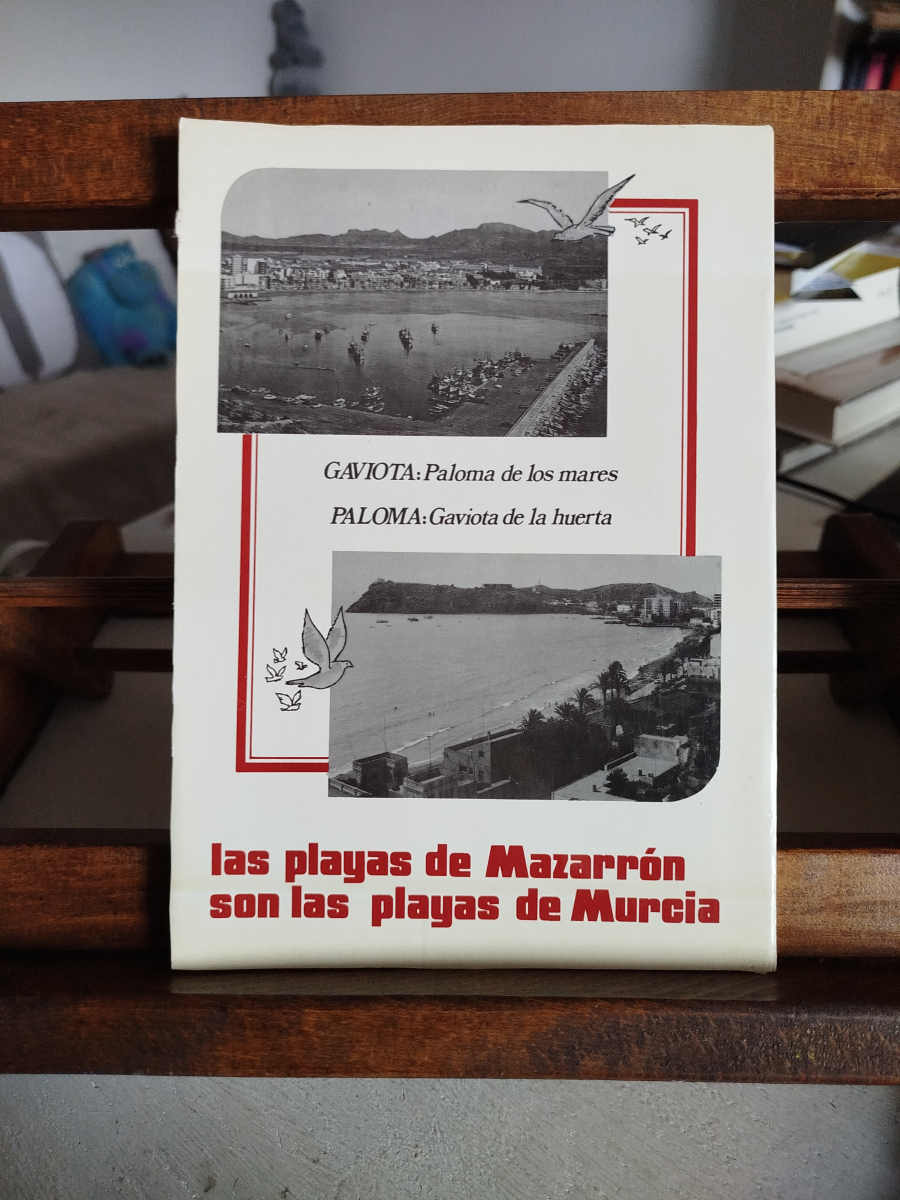 GAVIOTA: Paloma de los mares
PALOMA: Gaviota de la huerta
las playas de Mazarrón
son las playas de Murcia